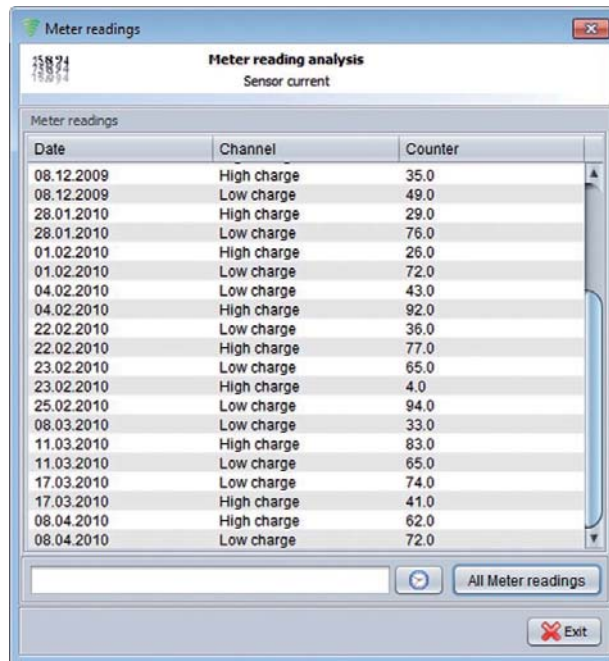 Meter readings
Meter reading analysis
Sensor current
Meter readings
Date Channel Counter
08.12.2009 High charge 35.0
08.12.2009 Low charge 49.0
28.01.2010 High charge 29.0
28.01.2010 Low charge 76.0
01.02.2010 High charge 26.0
01.02.2010 Low charge 72.0
04.02.2010 Low charge 43.0
04.02.2010 High charge 92.0
22.02.2010 Low charge 36.0
22.02.2010 High charge 77.0
23.02.2010 Low charge 65.0
23.02.2010 High charge 4.0
25.02.2010 Low charge 94.0
08.03.2010 Low charge 33.0
11.03.2010 High charge 83.0
11.03.2010 Low charge 65.0
17.03.2010 Low charge 74.0
17.03.2010 High charge 41.0
08.04.2010 High charge 62.0
08.04.2010 Low charge 72.0
All Meter readings
Exit